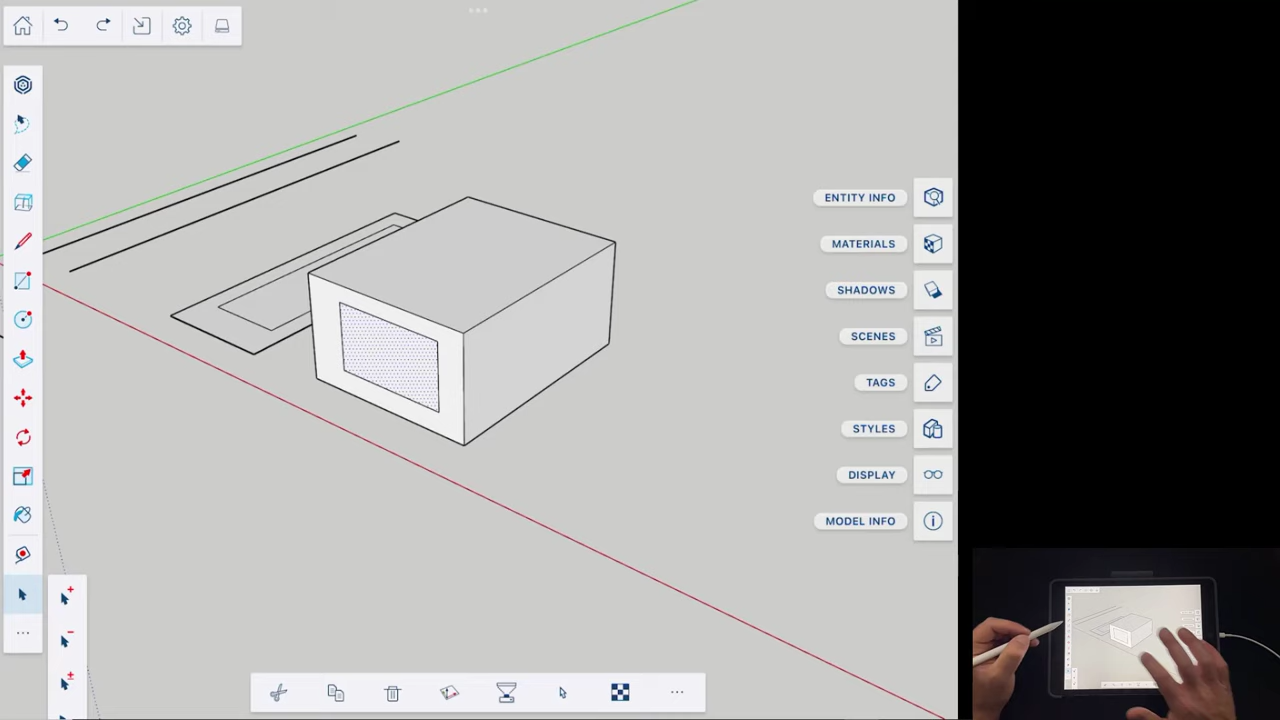 ENTITY INFO
MATERIALS
SHADOWS
SCENES
TAGS
STYLES
DISPLAY
MODEL INFO